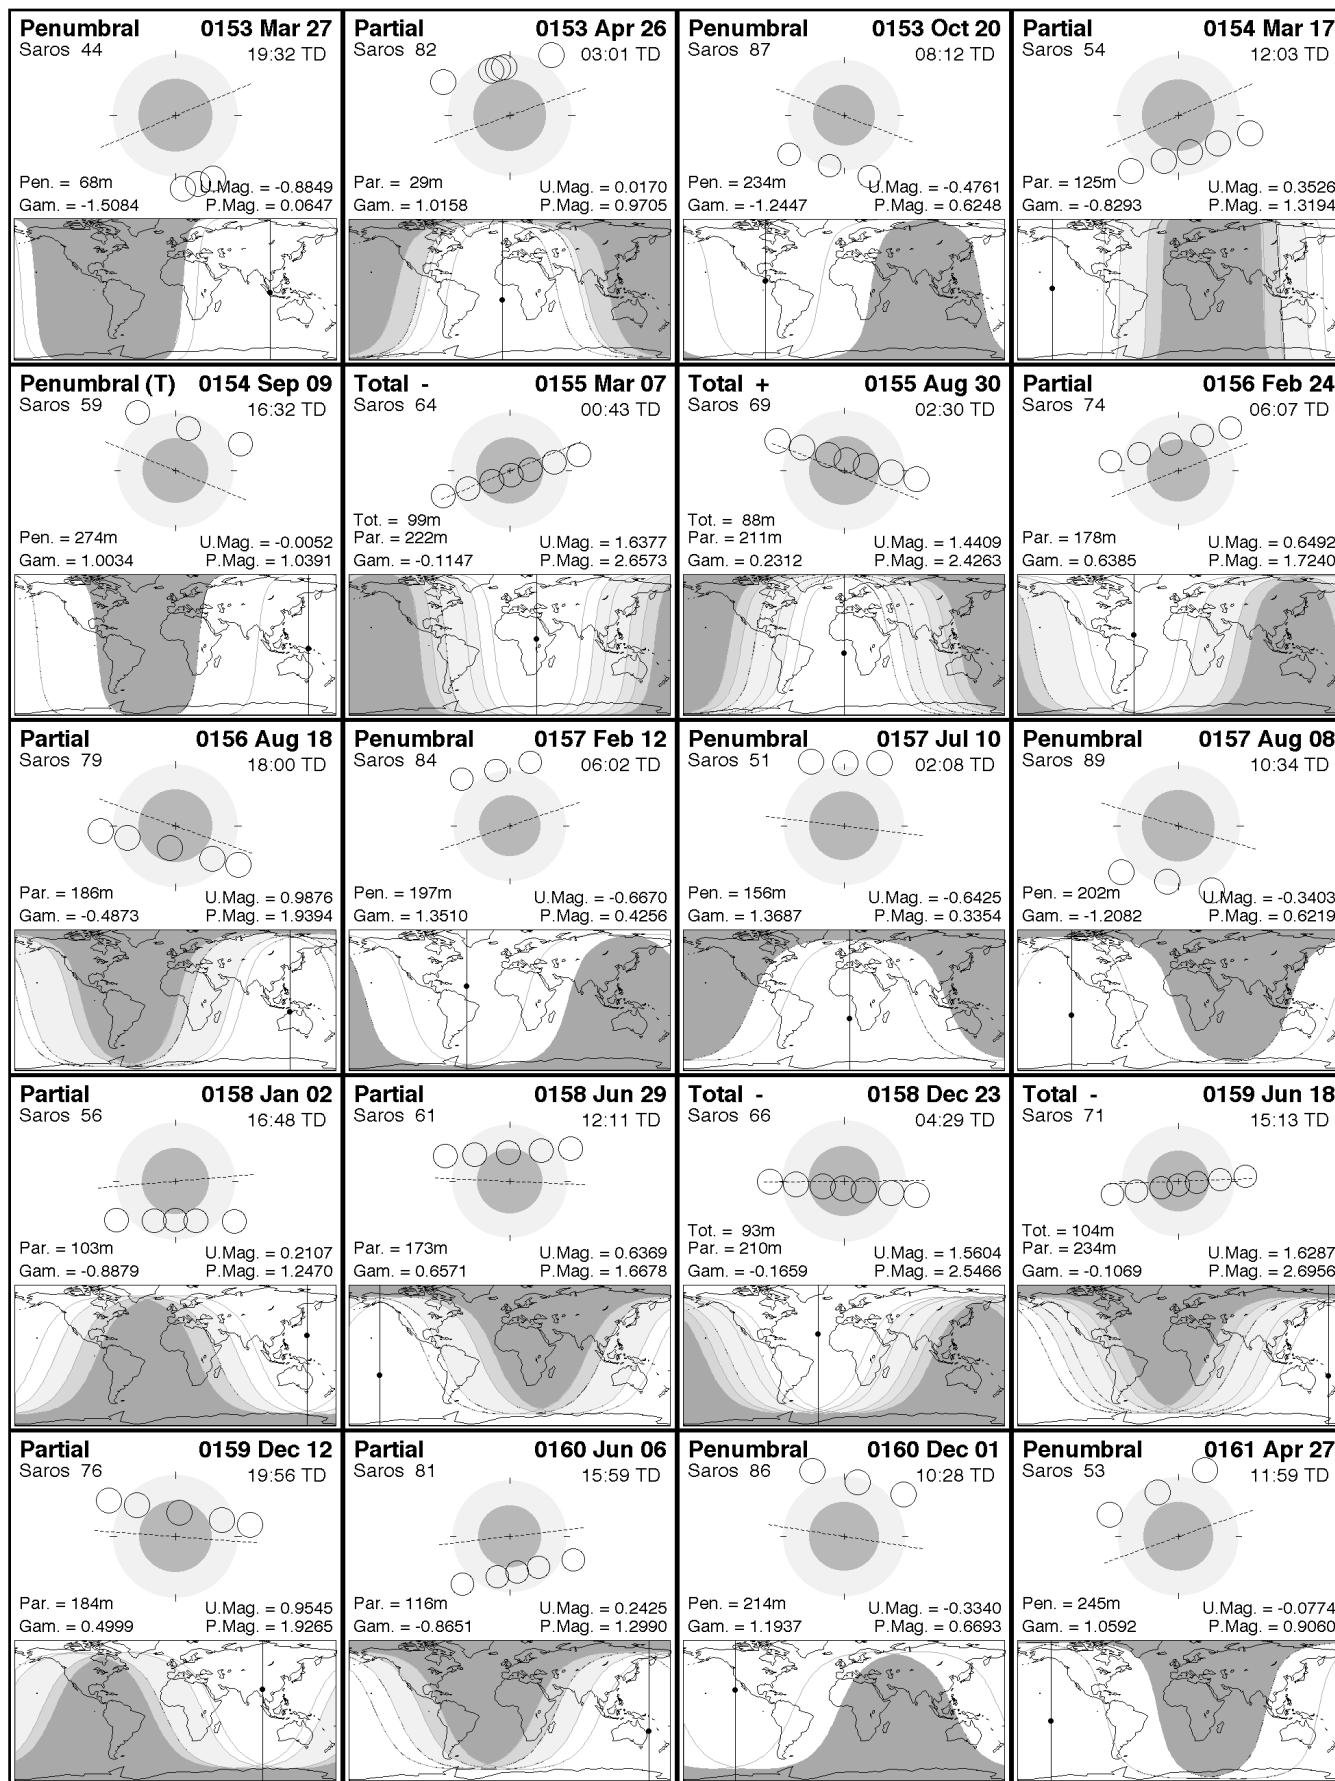 Penumbral 0153 Mar 27
Saros 44 19:32 TD
Pen. = 68m U.Mag. = -0.8849
Gam. = -1.5084 P.Mag. = 0.0647
Partial 0153 Apr 26
Saros 82 03:01 TD
Par. = 29m U.Mag. = 0.0170
Gam. = 1.0158 P.Mag. = 0.9705
Penumbral 0153 Oct 20
Saros 87 08:12 TD
Pen. = 234m U.Mag. = -0.4761
Gam. = -1.2447 P.Mag. = 0.6248
Partial 0154 Mar 17
Saros 54 12:03 TD
Par. = 125m U.Mag. = 0.3526
Gam. = -0.8293 P.Mag. = 1.3194
Penumbral (T) 0154 Sep 09
Saros 59 16:32 TD
Pen. = 274m U.Mag. = -0.0052
Gam. = 1.0034 P.Mag. = 1.0391
Total - 0155 Mar 07
Saros 64 00:43 TD
Tot. = 99m
Par. = 222m U.Mag. = 1.6377
Gam. = -0.1147 P.Mag. = 2.6573
Total + 0155 Aug 30
Saros 69 02:30 TD
Tot. = 88m
Par. = 211m U.Mag. = 1.4409
Gam. = 0.2312 P.Mag. = 2.4263
Partial 0156 Feb 24
Saros 74 06:07 TD
Par. = 178m U.Mag. = 0.6492
Gam. = 0.6385 P.Mag. = 1.7240
Partial 0156 Aug 18
Saros 79 18:00 TD
Par. = 186m U.Mag. = 0.9876
Gam. = -0.4873 P.Mag. = 1.9394
Penumbral 0157 Feb 12
Saros 84 06:02 TD
Pen. = 197m U.Mag. = -0.6670
Gam. = 1.3510 P.Mag. = 0.4256
Penumbral 0157 Jul 10
Saros 51 02:08 TD
Pen. = 156m U.Mag. = -0.6425
Gam. = 1.3687 P.Mag. = 0.3354
Penumbral 0157 Aug 08
Saros 89 10:34 TD
Pen. = 202m U.Mag. = -0.3403
Gam. = -1.2082 P.Mag. = 0.6219
Partial 0158 Jan 02
Saros 56 16:48 TD
Par. = 103m U.Mag. = 0.2107
Gam. = -0.8879 P.Mag. = 1.2470
Partial 0158 Jun 29
Saros 61 12:11 TD
Par. = 173m U.Mag. = 0.6369
Gam. = 0.6571 P.Mag. = 1.6678
Total - 0158 Dec 23
Saros 66 04:29 TD
Tot. = 93m
Par. = 210m U.Mag. = 1.5604
Gam. = -0.1659 P.Mag. = 2.5466
Total - 0159 Jun 18
Saros 71 15:13 TD
Tot. = 104m
Par. = 234m U.Mag. = 1.6287
Gam. = -0.1069 P.Mag. = 2.6956
Partial 0159 Dec 12
Saros 76 19:56 TD
Par. = 184m U.Mag. = 0.9545
Gam. = 0.4999 P.Mag. = 1.9265
Partial 0160 Jun 06
Saros 81 15:59 TD
Par. = 116m U.Mag. = 0.2425
Gam. = -0.8651 P.Mag. = 1.2990
Penumbral 0160 Dec 01
Saros 86 10:28 TD
Pen. = 214m U.Mag. = -0.3340
Gam. = 1.1937 P.Mag. = 0.6693
Penumbral 0161 Apr 27
Saros 53 11:59 TD
Pen. = 245m U.Mag. = -0.0774
Gam. = 1.0592 P.Mag. = 0.9060